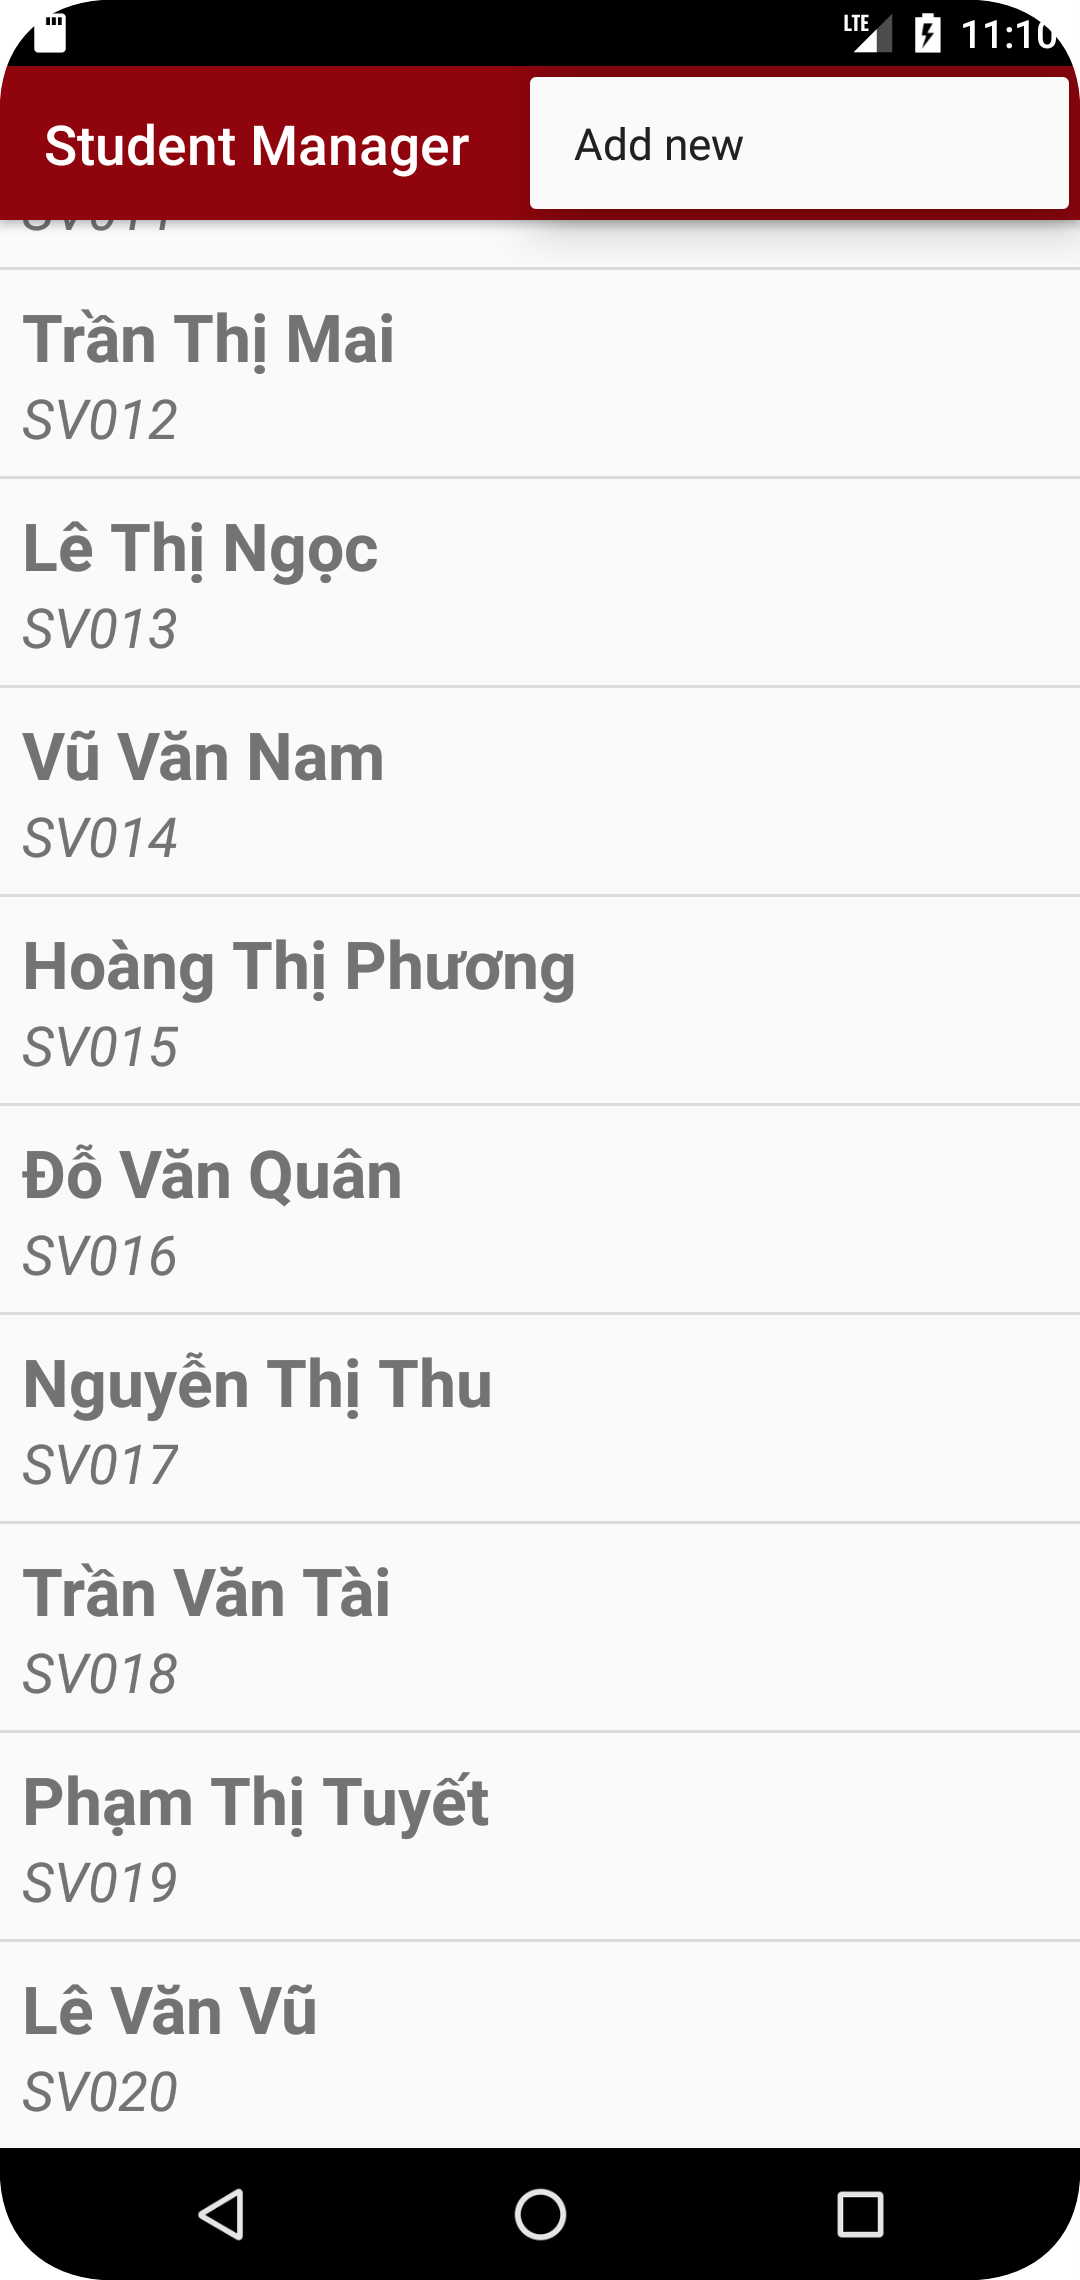 LTE 11:10
Student Manager
Add new
Trần Thị Mai
SV012
Lê Thị Ngọc
SV013
Vũ Văn Nam
SV014
Hoàng Thị Phương
SV015
Đỗ Văn Quân
SV016
Nguyễn Thị Thu
SV017
Trần Văn Tài
SV018
Phạm Thị Tuyết
SV019
Lê Văn Vũ
SV020